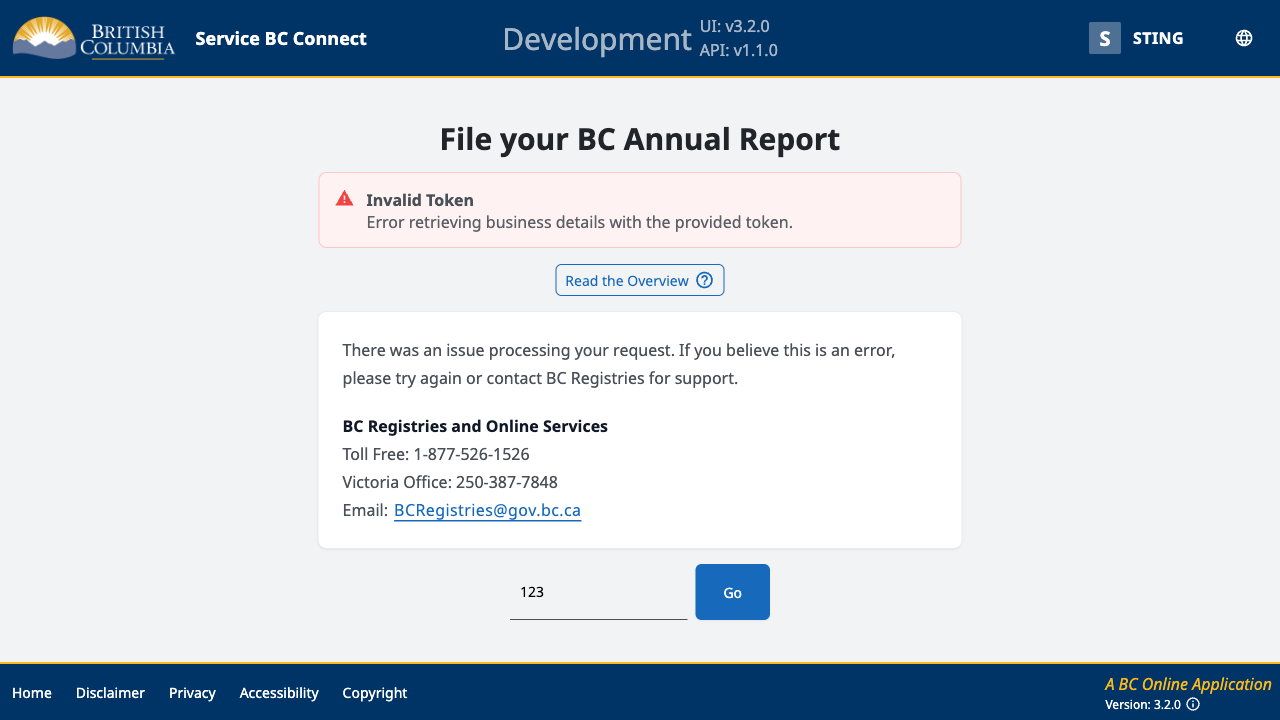 BRITISH
COLUMBIA
Service BC Connect
Development
UI: v3.2.0
API: v1.1.0
S
STING
File your BC Annual Report
Invalid Token
Error retrieving business details with the provided token.
Read the Overview
There was an issue processing your request. If you believe this is an error,
please try again or contact BC Registries for support.
BC Registries and Online Services
Toll Free: 1-877-526-1526
Victoria Office: 250-387-7848
Email: BCRegistries@gov.bc.ca
123
Go
Home
Disclaimer
Privacy
Accessibility
Copyright
A BC Online Application
Version: 3.2.0